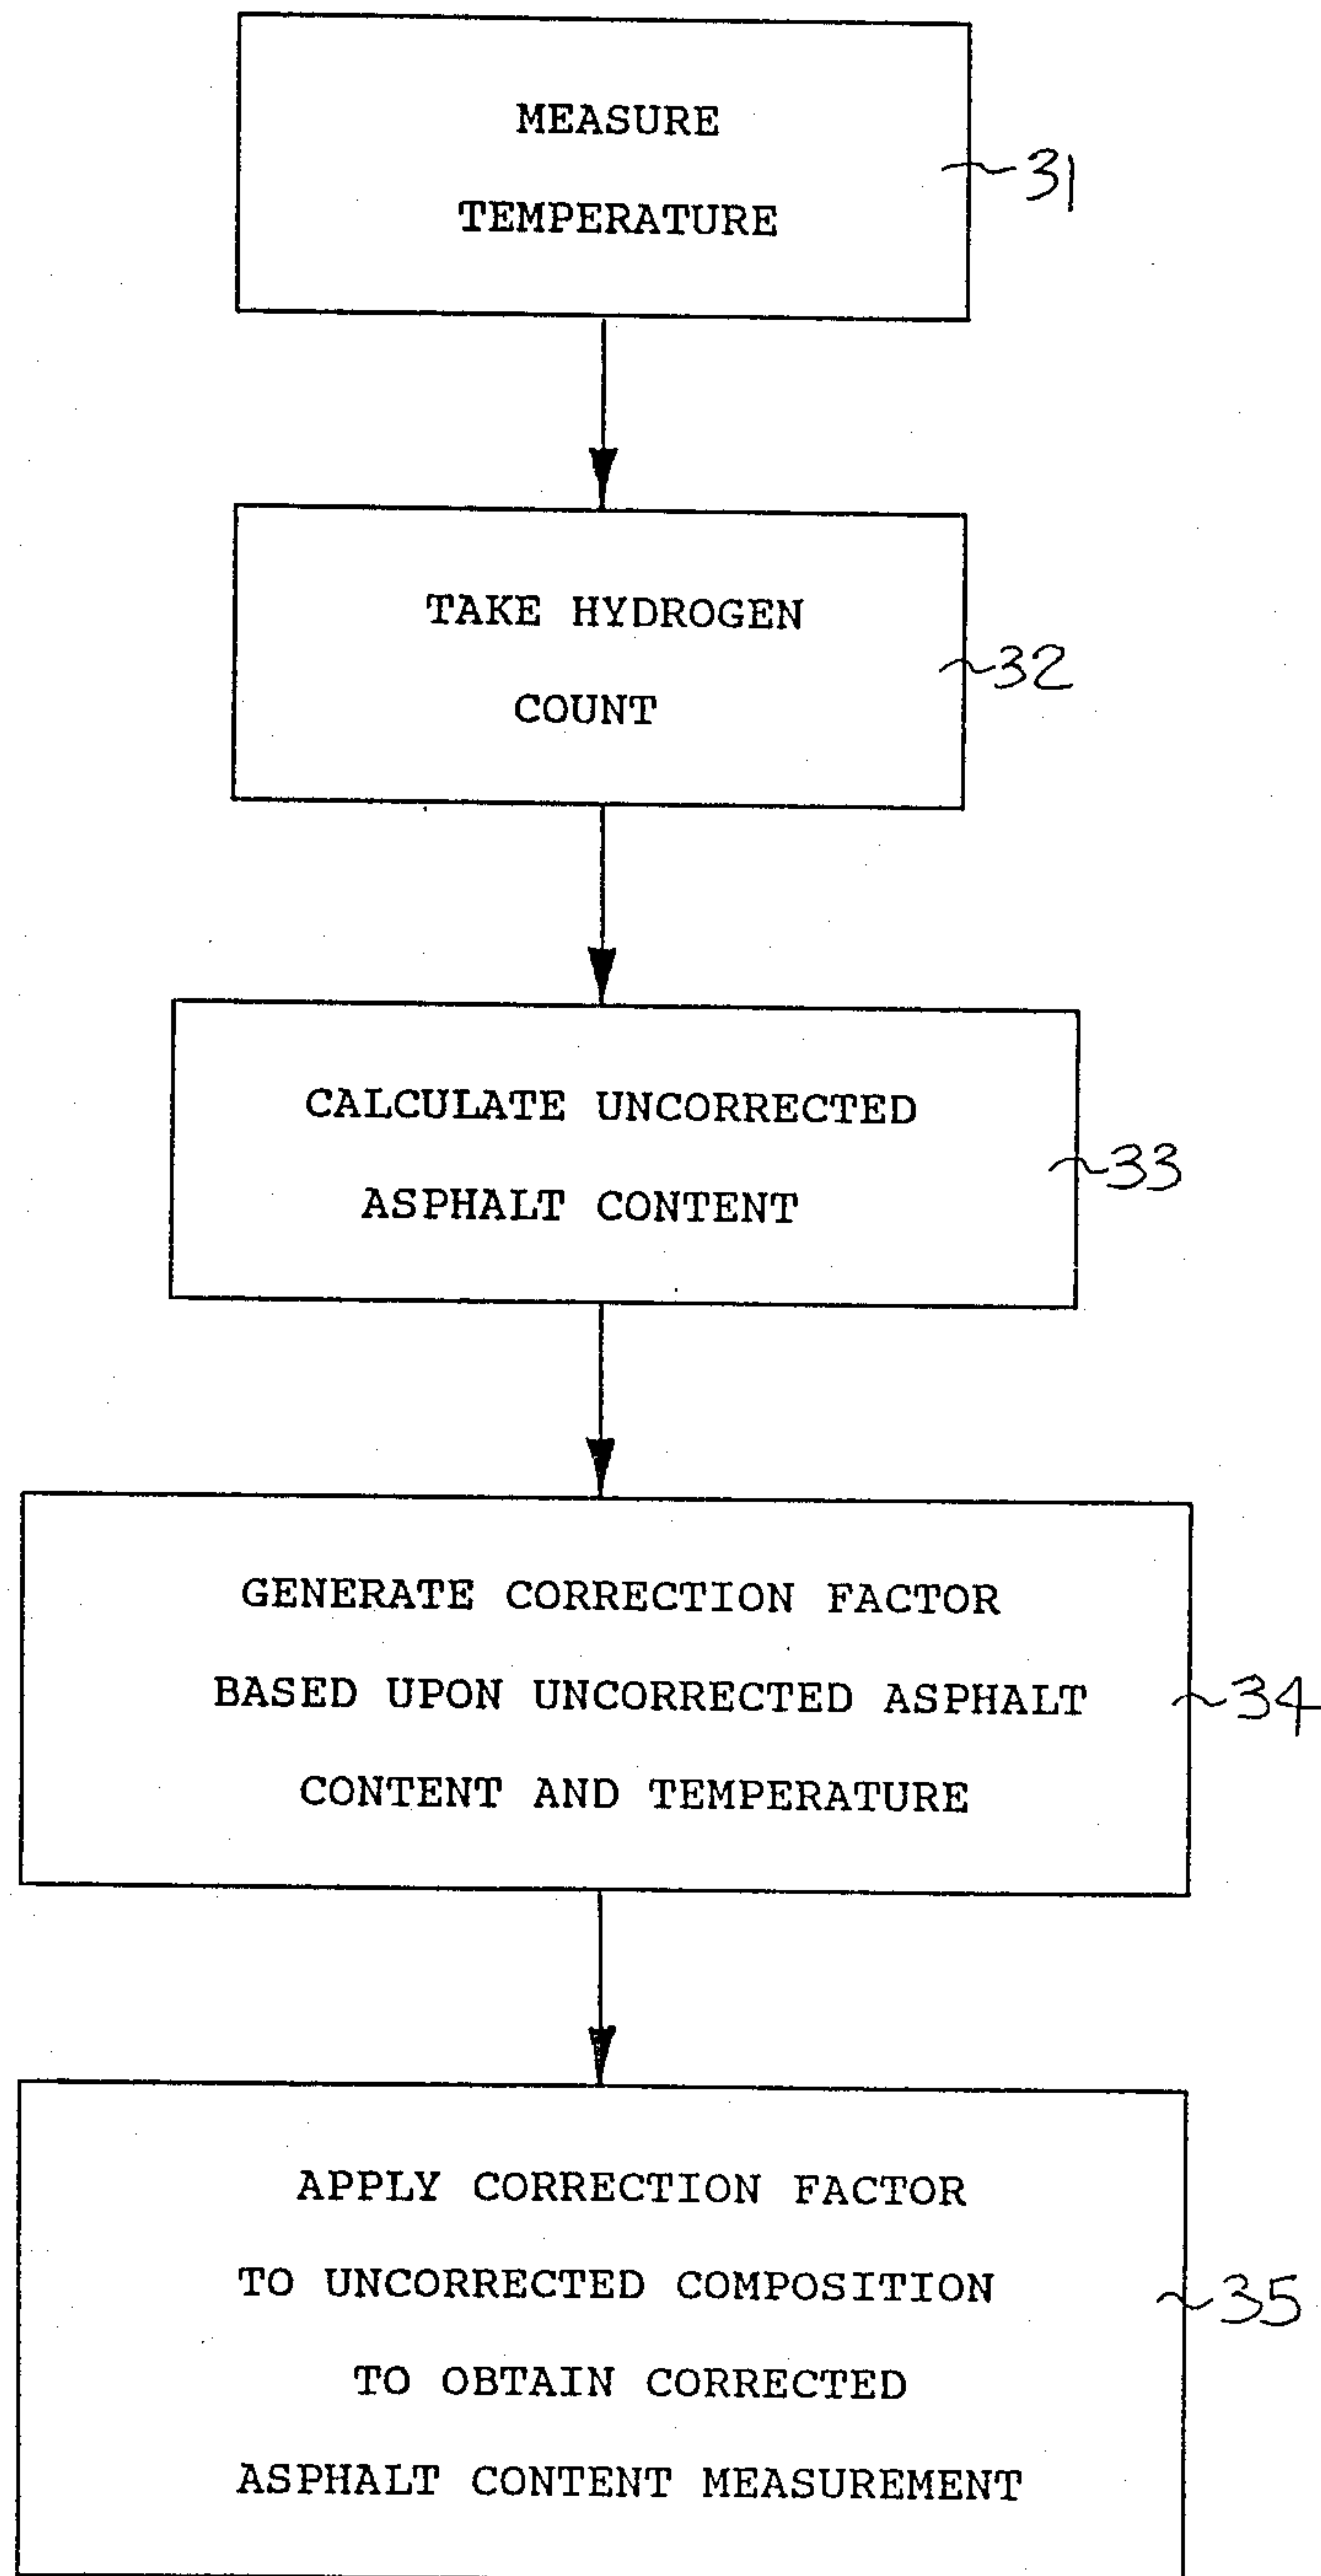 MEASURE
TEMPERATURE
31
TAKE HYDROGEN
COUNT
32
CALCULATE UNCORRECTED
ASPHALT CONTENT
33
GENERATE CORRECTION FACTOR
BASED UPON UNCORRECTED ASPHALT
CONTENT AND TEMPERATURE
34
APPLY CORRECTION FACTOR
TO UNCORRECTED COMPOSITION
TO OBTAIN CORRECTED
ASPHALT CONTENT MEASUREMENT
35